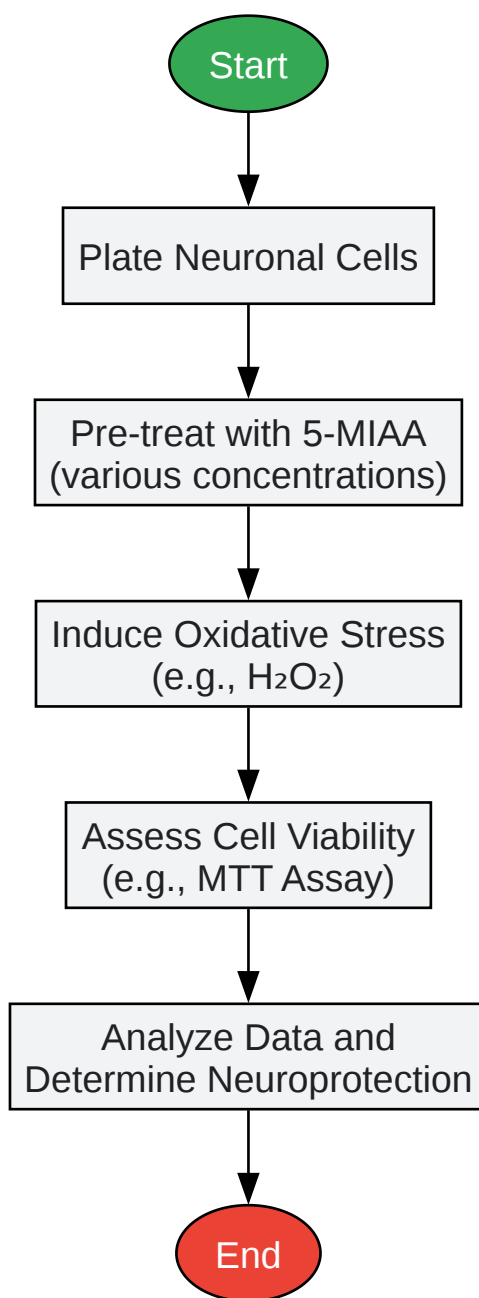 Start
Plate Neuronal Cells
Pre-treat with 5-MIAA
(various concentrations)
Induce Oxidative Stress
(e.g., H₂O₂)
Assess Cell Viability
(e.g., MTT Assay)
Analyze Data and
Determine Neuroprotection
End